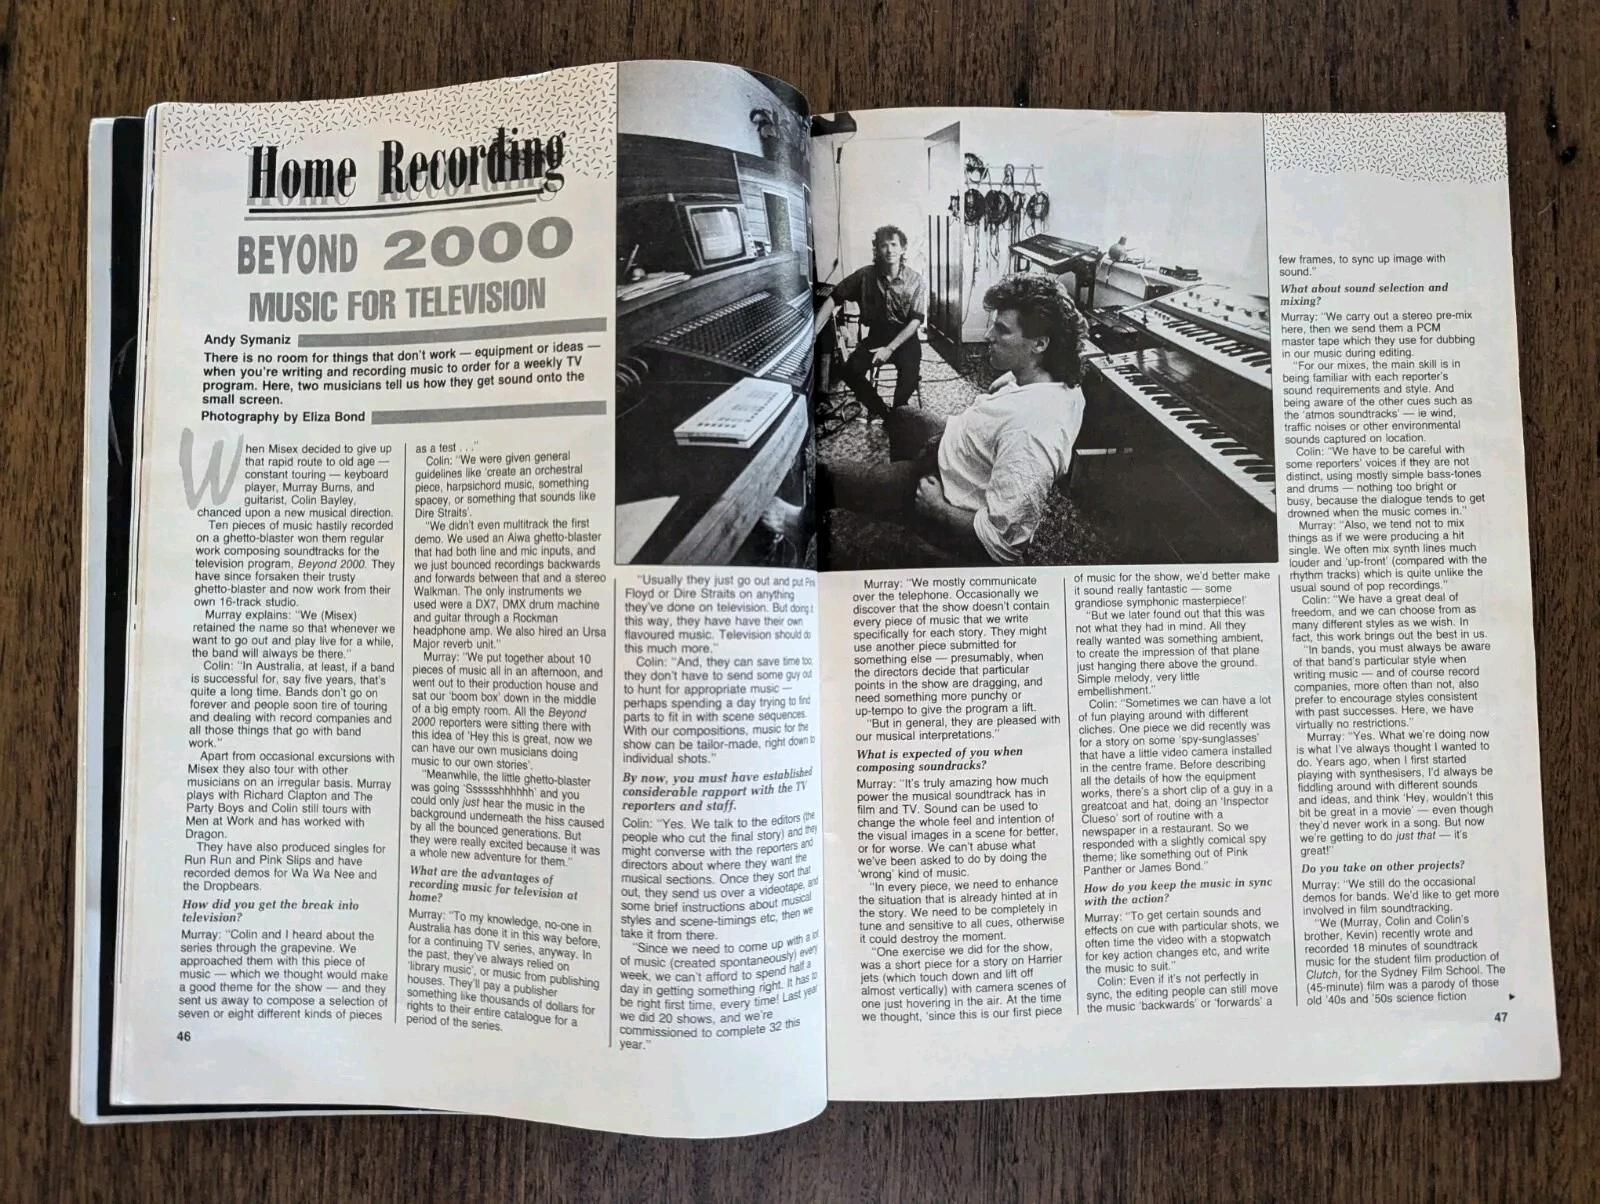 Home Recording
BEYOND 2000
MUSIC FOR TELEVISION
Andy Symaniz
There is no room for things that don't work — equipment or ideas —
when you're writing and recording music to order for a weekly TV
program. Here, two musicians tell us how they get sound onto the
small screen.
Photography by Eliza Bond
When Misex decided to give up
that rapid route to old age —
constant touring — keyboard
player, Murray Burns, and
guitarist, Colin Bayley,
chanced upon a new musical direction.
Ten pieces of music hastily recorded
on a ghetto-blaster won them regular
work composing soundtracks for the
television program, Beyond 2000. They
have since forsaken their trusty
ghetto-blaster and now work from their
own 16-track studio.
Murray explains: "We (Misex)
retained the name so that whenever we
want to go out and play live for a while,
the band will always be there."
Colin: "In Australia, at least, if a band
is successful for, say five years, that's
quite a long time. Bands don't go on
forever and people soon tire of touring
and dealing with record companies and
all those things that go with band
work."
Apart from occasional excursions with
Misex they also tour with other
musicians on an irregular basis. Murray
plays with Richard Clapton and The
Party Boys and Colin still tours with
Men at Work and has worked with
Dragon.
They have also produced singles for
Run Run and Pink Slips and have
recorded demos for Wa Wa Nee and
the Dropbears.
How did you get the break into
television?
Murray: "Colin and I heard about the
series through the grapevine. We
approached them with this piece of
music — which we thought would make
a good theme for the show — and they
sent us away to compose a selection of
seven or eight different kinds of pieces
46
as a test . . ."
Colin: "We were given general
guidelines like 'create an orchestral
piece, harpsichord music, something
spacey, or something that sounds like
Dire Straits'.
"We didn't even multitrack the first
demo. We used an Aiwa ghetto-blaster
that had both line and mic inputs, and
we just bounced recordings backwards
and forwards between that and a stereo
Walkman. The only instruments we
used were a DX7, DMX drum machine
and guitar through a Rockman
headphone amp. We also hired an Ursa
Major reverb unit."
Murray: "We put together about 10
pieces of music all in an afternoon, and
went out to their production house and
sat our 'boom box' down in the middle
of a big empty room. All the Beyond
2000 reporters were sitting there with
this idea of 'Hey this is great, now we
can have our own musicians doing
music to our own stories'.
"Meanwhile, the little ghetto-blaster
was going 'Ssssssshhhhhh' and you
could only just hear the music in the
background underneath the hiss caused
by all the bounced generations. But
they were really excited because it was
a whole new adventure for them."
What are the advantages of
recording music for television at
home?
Murray: "To my knowledge, no-one in
Australia has done it in this way before,
for a continuing TV series, anyway. In
the past, they've always relied on
'library music', or music from publishing
houses. They'll pay a publisher
something like thousands of dollars for
rights to their entire catalogue for a
period of the series.
"Usually they just go out and put Pink
Floyd or Dire Straits on anything
they've done on television. But doing it
this way, they have have their own
flavoured music. Television should do
this much more."
Colin: "And, they can save time too;
they don't have to send some guy out
to hunt for appropriate music —
perhaps spending a day trying to find
parts to fit in with scene sequences.
With our compositions, music for the
show can be tailor-made, right down to
individual shots."
By now, you must have established
considerable rapport with the TV
reporters and staff.
Colin: "Yes. We talk to the editors (the
people who cut the final story) and they
might converse with the reporters and
directors about where they want the
musical sections. Once they sort that
out, they send us over a videotape, and
some brief instructions about musical
styles and scene-timings etc, then we
take it from there.
"Since we need to come up with a lot
of music (created spontaneously) every
week, we can't afford to spend half a
day in getting something right. It has to
be right first time, every time! Last year
we did 20 shows, and we're
commissioned to complete 32 this
year."
Murray: "We mostly communicate
over the telephone. Occasionally we
discover that the show doesn't contain
every piece of music that we write
specifically for each story. They might
use another piece submitted for
something else — presumably, when
the directors decide that particular
points in the show are dragging, and
need something more punchy or
up-tempo to give the program a lift.
"But in general, they are pleased with
our musical interpretations."
What is expected of you when
composing soundracks?
Murray: "It's truly amazing how much
power the musical soundtrack has in
film and TV. Sound can be used to
change the whole feel and intention of
the visual images in a scene for better,
or for worse. We can't abuse what
we've been asked to do by doing the
'wrong' kind of music.
"In every piece, we need to enhance
the situation that is already hinted at in
the story. We need to be completely in
tune and sensitive to all cues, otherwise
it could destroy the moment.
"One exercise we did for the show,
was a short piece for a story on Harrier
jets (which touch down and lift off
almost vertically) with camera scenes of
one just hovering in the air. At the time
we thought, 'since this is our first piece
of music for the show, we'd better make
it sound really fantastic — some
grandiose symphonic masterpiece!'
"But we later found out that this was
not what they had in mind. All they
really wanted was something ambient,
to create the impression of that plane
just hanging there above the ground.
Simple melody, very little
embellishment."
Colin: "Sometimes we can have a lot
of fun playing around with different
cliches. One piece we did recently was
for a story on some 'spy-sunglasses'
that have a little video camera installed
in the centre frame. Before describing
all the details of how the equipment
works, there's a short clip of a guy in a
greatcoat and hat, doing an 'Inspector
Clueso' sort of routine with a
newspaper in a restaurant. So we
responded with a slightly comical spy
theme; like something out of Pink
Panther or James Bond."
How do you keep the music in sync
with the action?
Murray: "To get certain sounds and
effects on cue with particular shots, we
often time the video with a stopwatch
for key action changes etc, and write
the music to suit."
Colin: Even if it's not perfectly in
sync, the editing people can still move
the music 'backwards' or 'forwards' a
few frames, to sync up image with
sound."
What about sound selection and
mixing?
Murray: "We carry out a stereo pre-mix
here, then we send them a PCM
master tape which they use for dubbing
in our music during editing.
"For our mixes, the main skill is in
being familiar with each reporter's
sound requirements and style. And
being aware of the other cues such as
the 'atmos soundtracks' — ie wind,
traffic noises or other environmental
sounds captured on location.
Colin: "We have to be careful with
some reporters' voices if they are not
distinct, using mostly simple bass-tones
and drums — nothing too bright or
busy, because the dialogue tends to get
drowned when the music comes in."
Murray: "Also, we tend not to mix
things as if we were producing a hit
single. We often mix synth lines much
louder and 'up-front' (compared with the
rhythm tracks) which is quite unlike the
usual sound of pop recordings."
Colin: "We have a great deal of
freedom, and we can choose from as
many different styles as we wish. In
fact, this work brings out the best in us.
"In bands, you must always be aware
of that band's particular style when
writing music — and of course record
companies, more often than not, also
prefer to encourage styles consistent
with past successes. Here, we have
virtually no restrictions."
Murray: "Yes. What we're doing now
is what I've always thought I wanted to
do. Years ago, when I first started
playing with synthesisers, I'd always be
fiddling around with different sounds
and ideas, and think 'Hey, wouldn't this
bit be great in a movie' — even though
they'd never work in a song. But now
we're getting to do just that — it's
great!"
Do you take on other projects?
Murray: "We still do the occasional
demos for bands. We'd like to get more
involved in film soundtracking.
"We (Murray, Colin and Colin's
brother, Kevin) recently wrote and
recorded 18 minutes of soundtrack
music for the student film production of
Clutch, for the Sydney Film School. The
(45-minute) film was a parody of those
old '40s and '50s science fiction
47